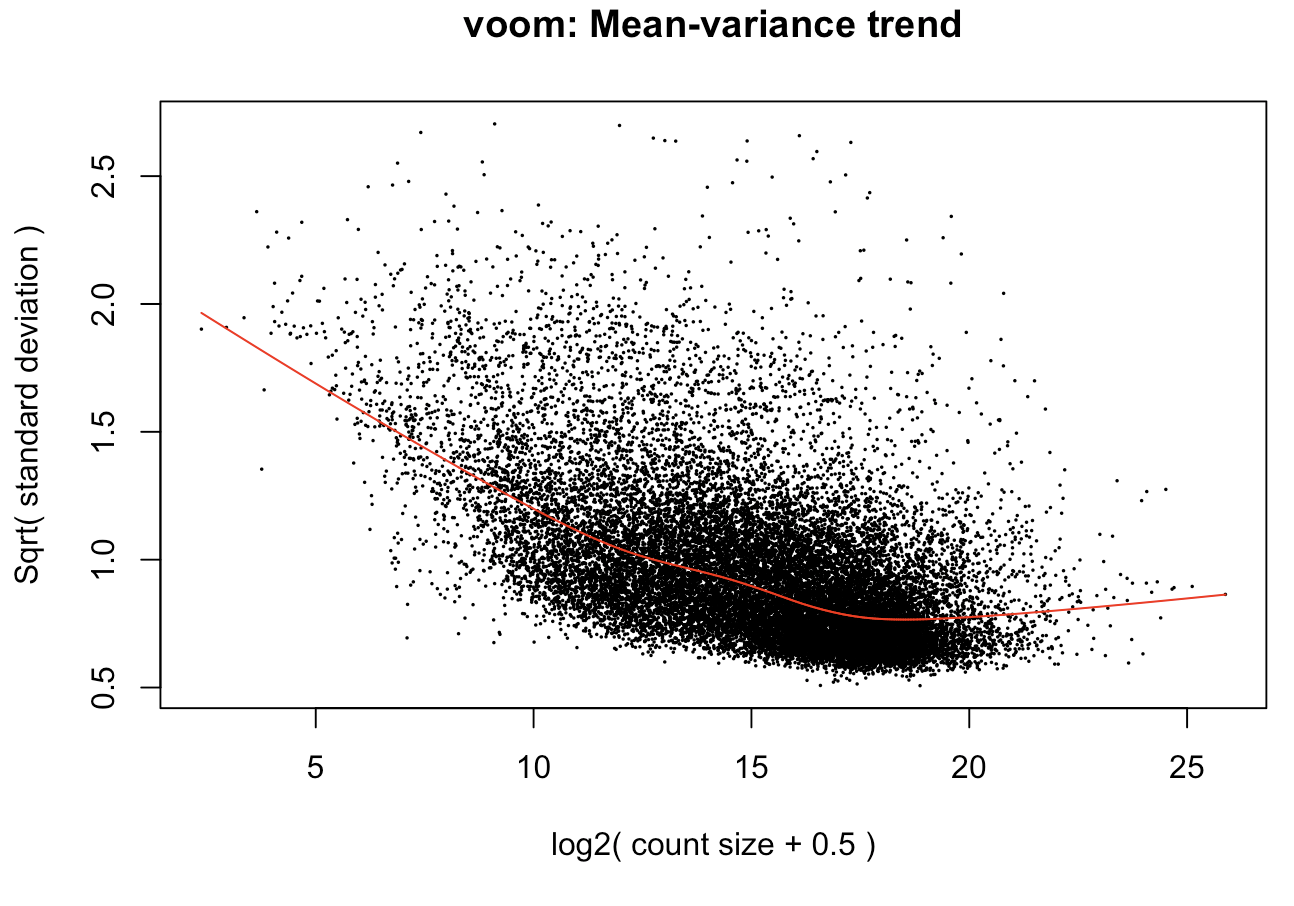 voom: Mean-variance trend
Sqrt( standard deviation )
2.5
2.0
1.5
1.0
0.5
5 10 15 20 25
log2( count size + 0.5 )